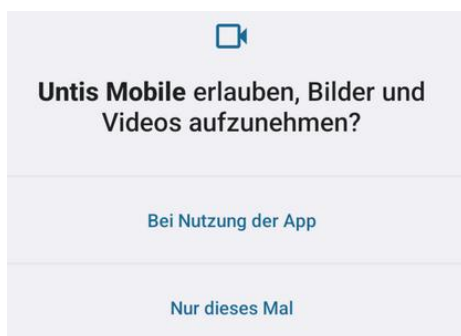 Untis Mobile erlauben, Bilder und
Videos aufzunehmen?
Bei Nutzung der App
Nur dieses Mal